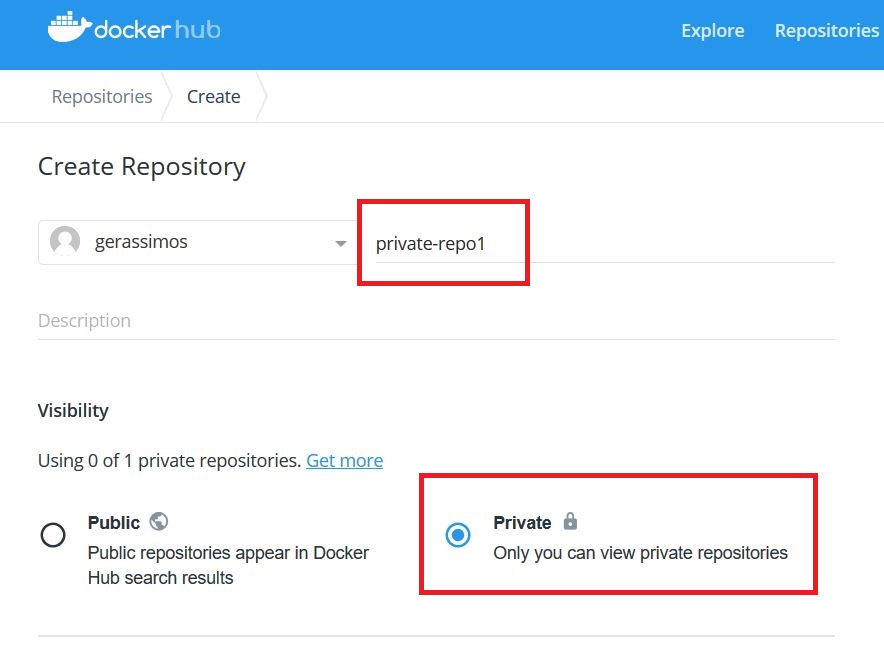 docker hub
Explore
Repositories
Repositories
Create
Create Repository
gerassimos
private-repo1
Description
Visibility
Using 0 of 1 private repositories. Get more
Public
Public repositories appear in Docker
Hub search results
Private
Only you can view private repositories